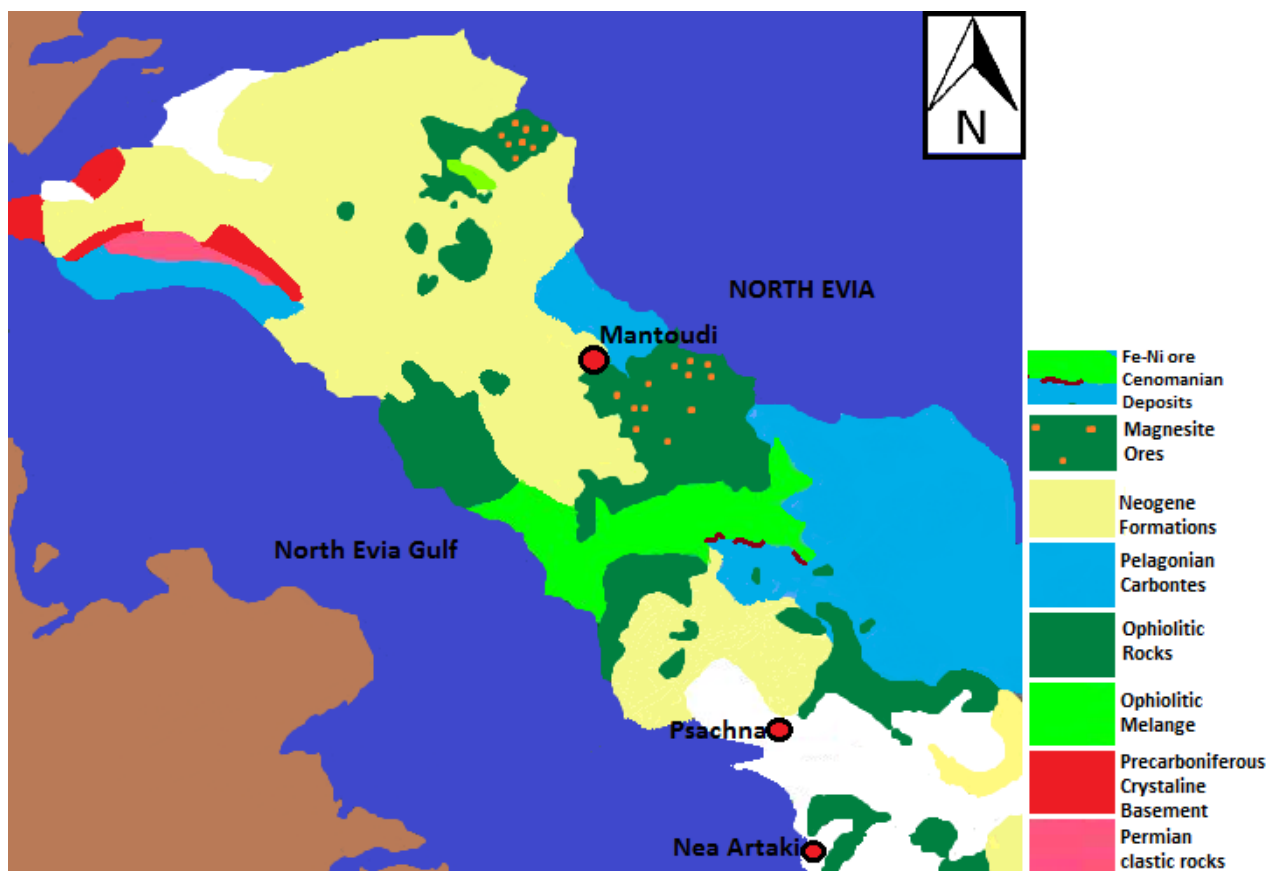 N
NORTH EVIA
Mantoudi
North Evia Gulf
Psachna
Nea Artaki
Fe-Ni ore
Cenomanian
Deposits
Magnesite
Ores
Neogene
Formations
Pelagonian
Carbontes
Ophiolitic
Rocks
Ophiolitic
Melange
Precarboniferous
Crystaline
Basement
Permian
clastic rocks